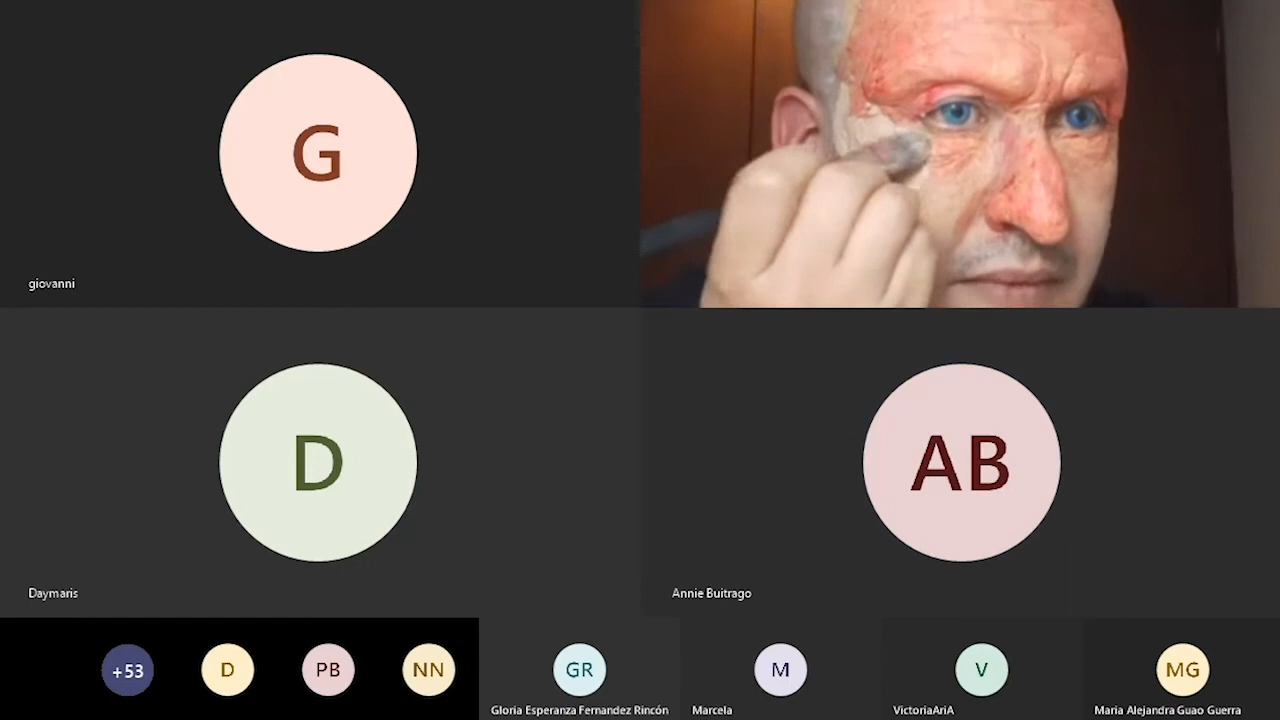 G
giovanni
D
Daymaris
AB
Annie Buitrago
+53
D
PB
NN
GR
Gloria Esperanza Fernandez Rincón
M
Marcela
V
VictoriaAriA
MG
Maria Alejandra Guao Guerra